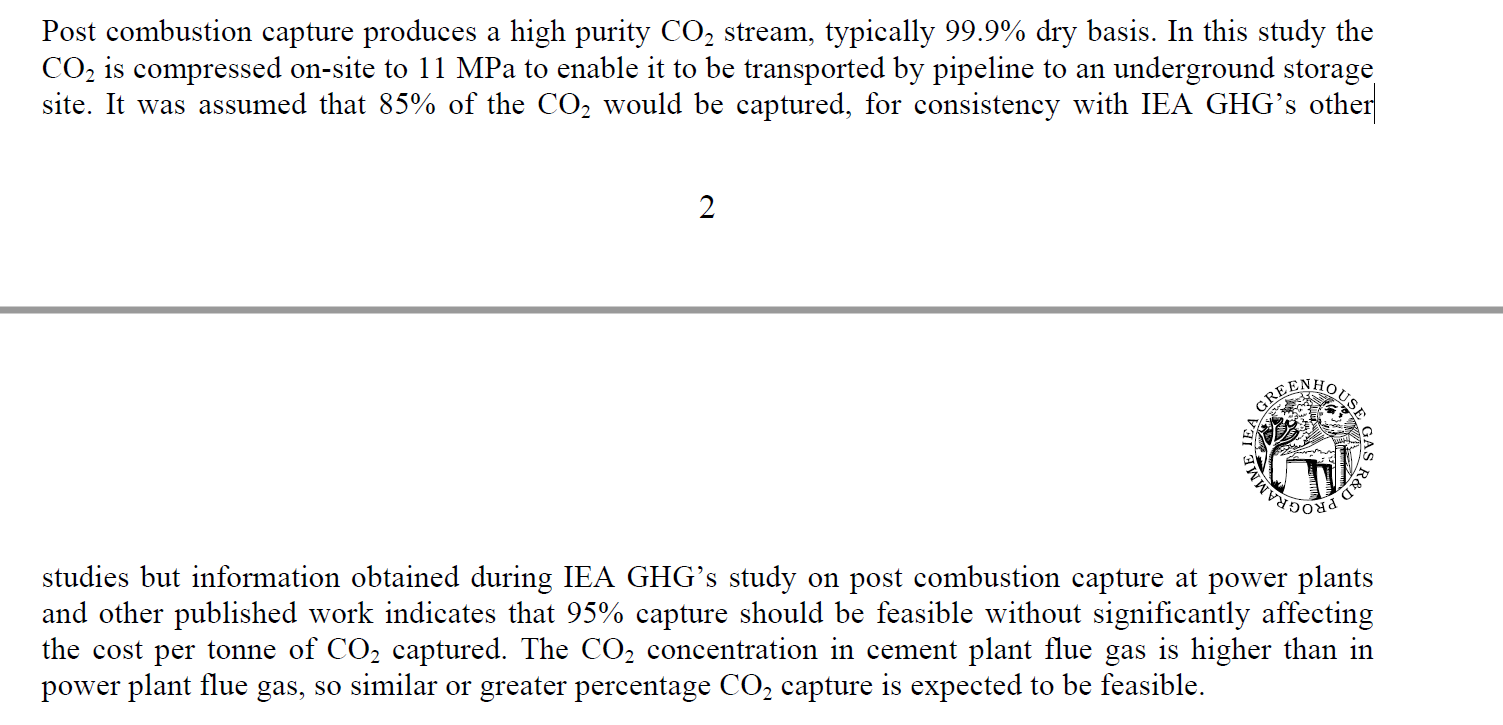 Post combustion capture produces a high purity CO₂ stream, typically 99.9% dry basis. In this study the
CO₂ is compressed on-site to 11 MPa to enable it to be transported by pipeline to an underground storage
site. It was assumed that 85% of the CO₂ would be captured, for consistency with IEA GHG’s other
2
IEA GREENHOUSE GAS R&D PROGRAMME
studies but information obtained during IEA GHG’s study on post combustion capture at power plants
and other published work indicates that 95% capture should be feasible without significantly affecting
the cost per tonne of CO₂ captured. The CO₂ concentration in cement plant flue gas is higher than in
power plant flue gas, so similar or greater percentage CO₂ capture is expected to be feasible.